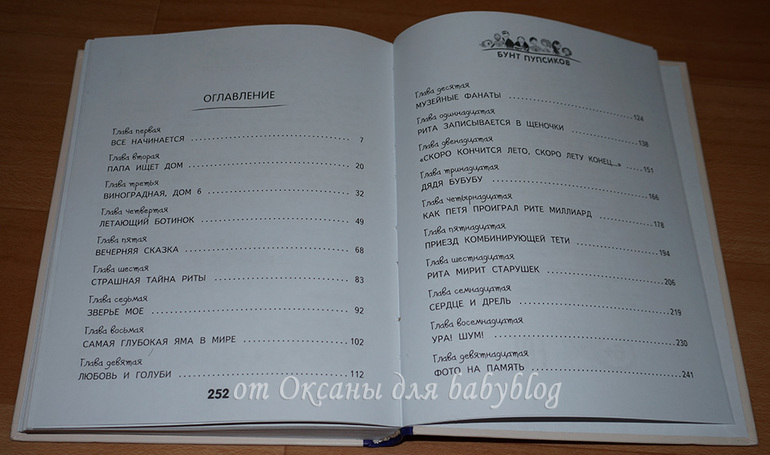 ОГЛАВЛЕНИЕ
Глава первая
ВСЕ НАЧИНАЕТСЯ 7
Глава вторая
ПАПА ИЩЕТ ДОМ 20
Глава третья
ВИНОГРАДНАЯ, ДОМ 6 32
Глава четвертая
ЛЕТАЮЩИЙ БОТИНОК 49
Глава пятая
ВЕЧЕРНЯЯ СКАЗКА 68
Глава шестая
СТРАШНАЯ ТАЙНА РИТЫ 83
Глава седьмая
ЗВЕРЬЕ МОЕ 92
Глава восьмая
САМАЯ ГЛУБОКАЯ ЯМА В МИРЕ 102
Глава девятая
ЛЮБОВЬ И ГОЛУБИ 112
252
БУНТ ПУПСИКОВ
Глава десятая
МУЗЕЙНЫЕ ФАНАТЫ 124
Глава одиннадцатая
РИТА ЗАПИСЫВАЕТСЯ В ЩЕНОЧКИ 138
Глава двенадцатая
«СКОРО КОНЧИТСЯ ЛЕТО, СКОРО ЛЕТУ КОНЕЦ...» 151
Глава тринадцатая
ДЯДЯ БУБУБУ 166
Глава четырнадцатая
КАК ПЕТЯ ПРОИГРАЛ РИТЕ МИЛЛИАРД 178
Глава пятнадцатая
ПРИЕЗД КОМБИНИРУЮЩЕЙ ТЕТИ 194
Глава шестнадцатая
РИТА МИРИТ СТАРУШЕК 206
Глава семнадцатая
СЕРДЦЕ И ДРЕЛЬ 219
Глава восемнадцатая
УРА! ШУМ! 230
Глава девятнадцатая
ФОТО НА ПАМЯТЬ 241
от Оксаны для babyblog